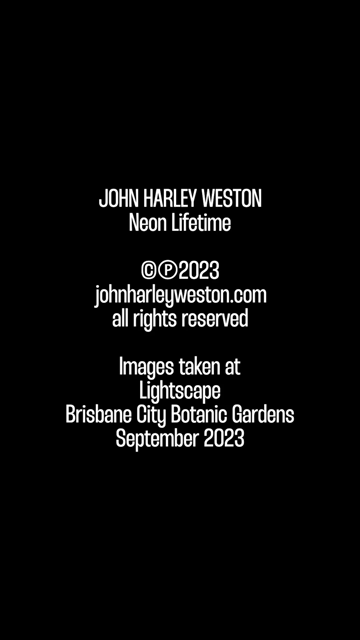 JOHN HARLEY WESTON
Neon Lifetime
©℗2023
johnharleyweston.com
all rights reserved
Images taken at
Lightscape
Brisbane City Botanic Gardens
September 2023